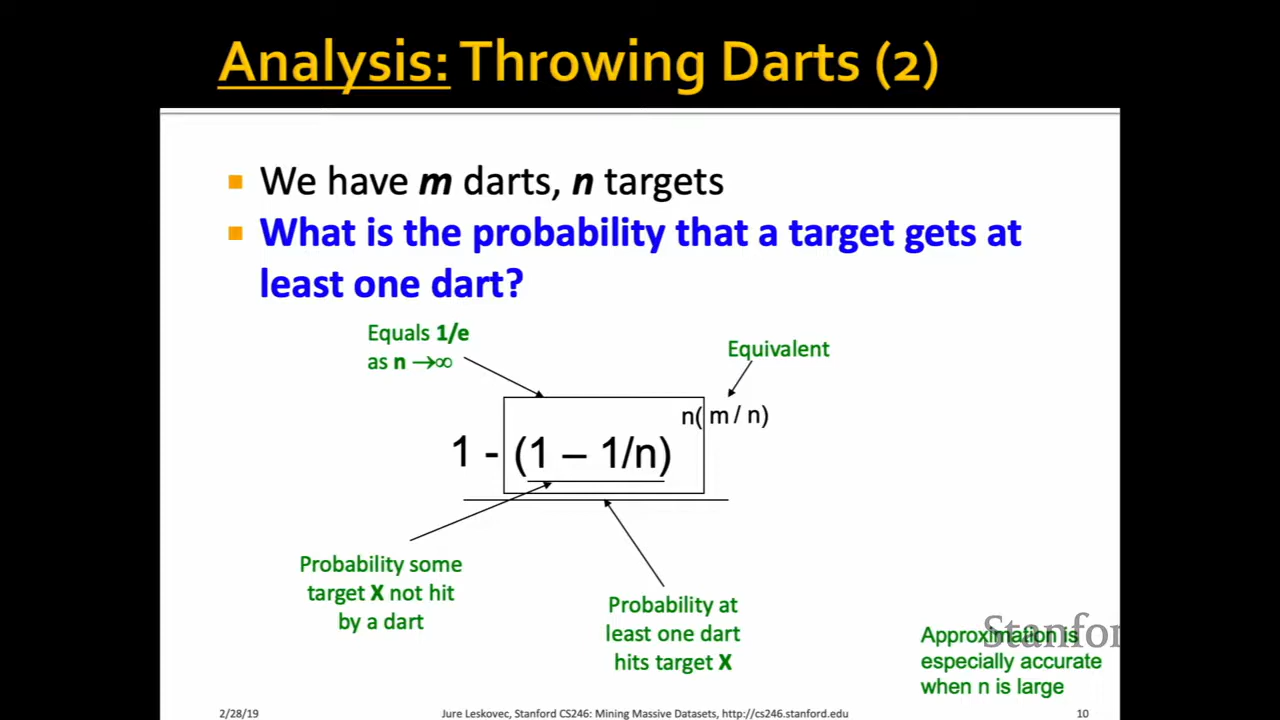 Analysis: Throwing Darts (2)
We have m darts, n targets
What is the probability that a target gets at
least one dart?
Equals 1/e
as n →∞
Equivalent
n( m / n)
1 - (1 – 1/n)
Probability some
target X not hit
by a dart
Probability at
least one dart
hits target X
Stanfor
Approximation is
especially accurate
when n is large
2/28/19
Jure Leskovec, Stanford CS246: Mining Massive Datasets, http://cs246.stanford.edu
10